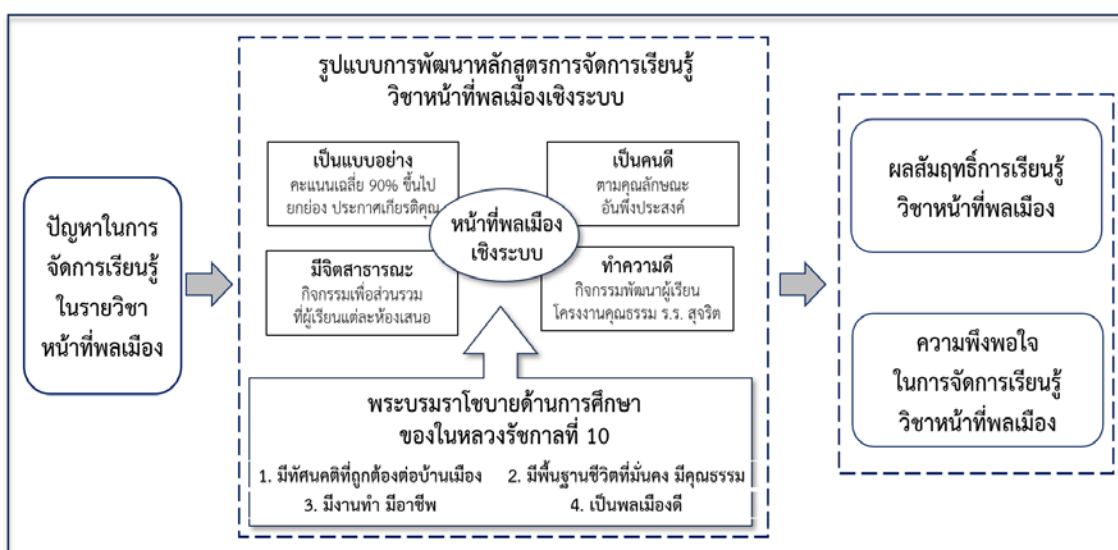 ปัญหาในการ
จัดการเรียนรู้
ในรายวิชา
หน้าที่พลเมือง
รูปแบบการพัฒนาหลักสูตรการจัดการเรียนรู้
วิชาหน้าที่พลเมืองเชิงระบบ
เป็นแบบอย่าง
คะแนนเฉลี่ย 90% ขึ้นไป
ยกย่อง ประกาศเกียรติคุณ
เป็นคนดี
ตามคุณลักษณะ
อันพึงประสงค์
หน้าที่พลเมือง
เชิงระบบ
มีจิตสาธารณะ
กิจกรรมเพื่อส่วนรวม
ที่ผู้เรียนแต่ละห้องเสนอ
ทำความดี
กิจกรรมพัฒนาผู้เรียน
โครงงานคุณธรรม ร.ร. สุจริต
พระบรมราโชบายด้านการศึกษา
ของในหลวงรัชกาลที่ 10
1. มีทัศนคติที่ถูกต้องต่อบ้านเมือง 2. มีพื้นฐานชีวิตที่มั่นคง มีคุณธรรม
3. มีงานทำ มีอาชีพ 4. เป็นพลเมืองดี
ผลสัมฤทธิ์การเรียนรู้
วิชาหน้าที่พลเมือง
ความพึงพอใจ
ในการจัดการเรียนรู้
วิชาหน้าที่พลเมือง